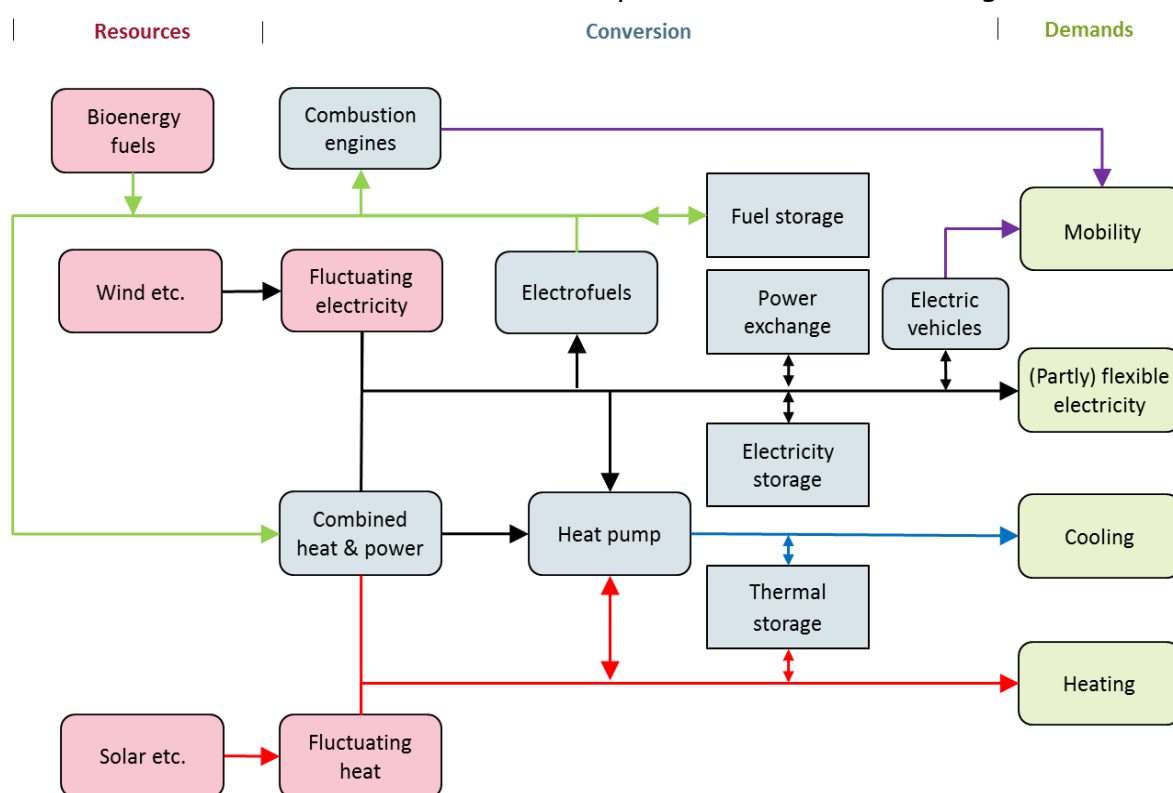 Resources
Conversion
Demands
Bioenergy
fuels
Combustion
engines
Fuel storage
Mobility
Wind etc.
Fluctuating
electricity
Electrofuels
Power
exchange
Electric
vehicles
(Partly) flexible
electricity
Electricity
storage
Combined
heat & power
Heat pump
Cooling
Thermal
storage
Heating
Solar etc.
Fluctuating
heat